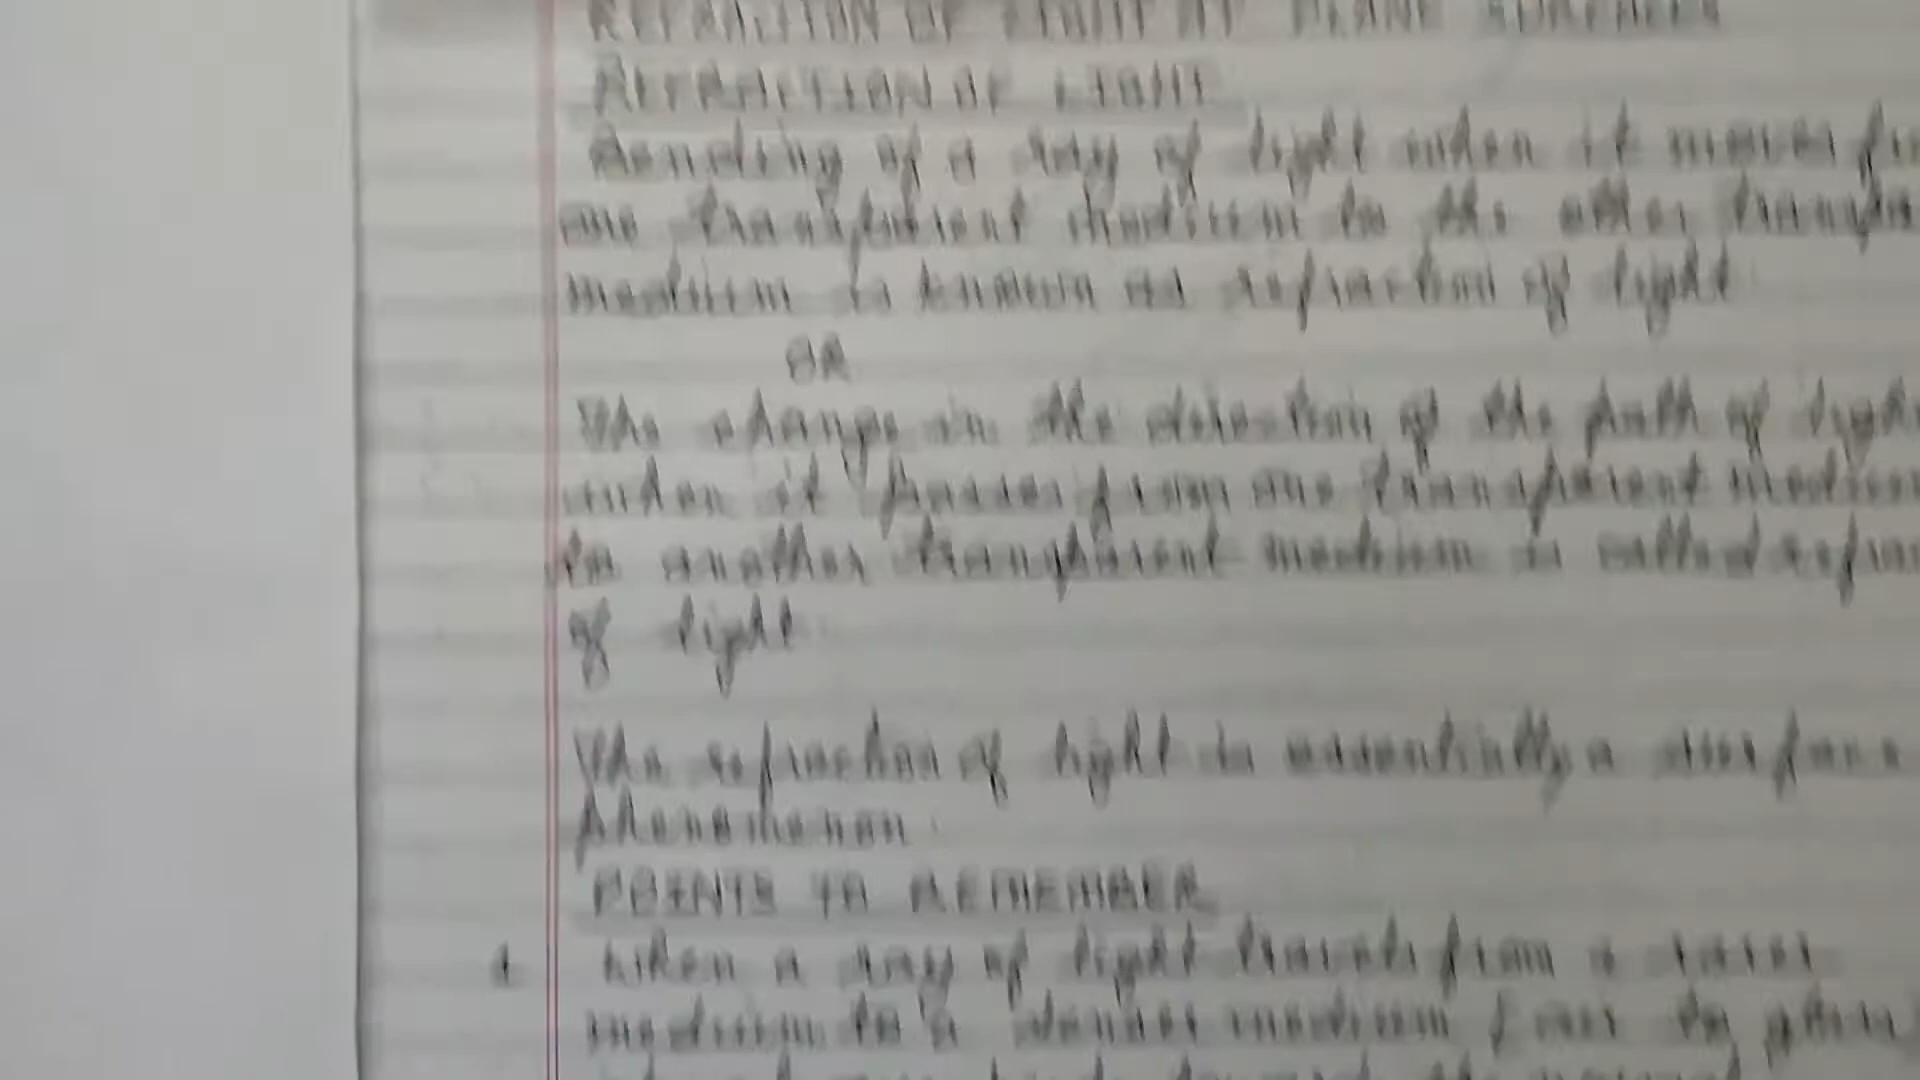 REFRACTION OF LIGHT AT PLANE SURFACES
REFRACTION OF LIGHT
Bending of a ray of light when it moves
one transparent medium to the other
medium is known as refraction of light
OR
The change in the direction of the path of light
when it passes from one transparent medium
to another transparent medium is called
of light
The refraction of light is essentially a surface
phenomenon.
POINTS TO REMEMBER
1 When a ray of light travels from a rarer
medium to a denser medium